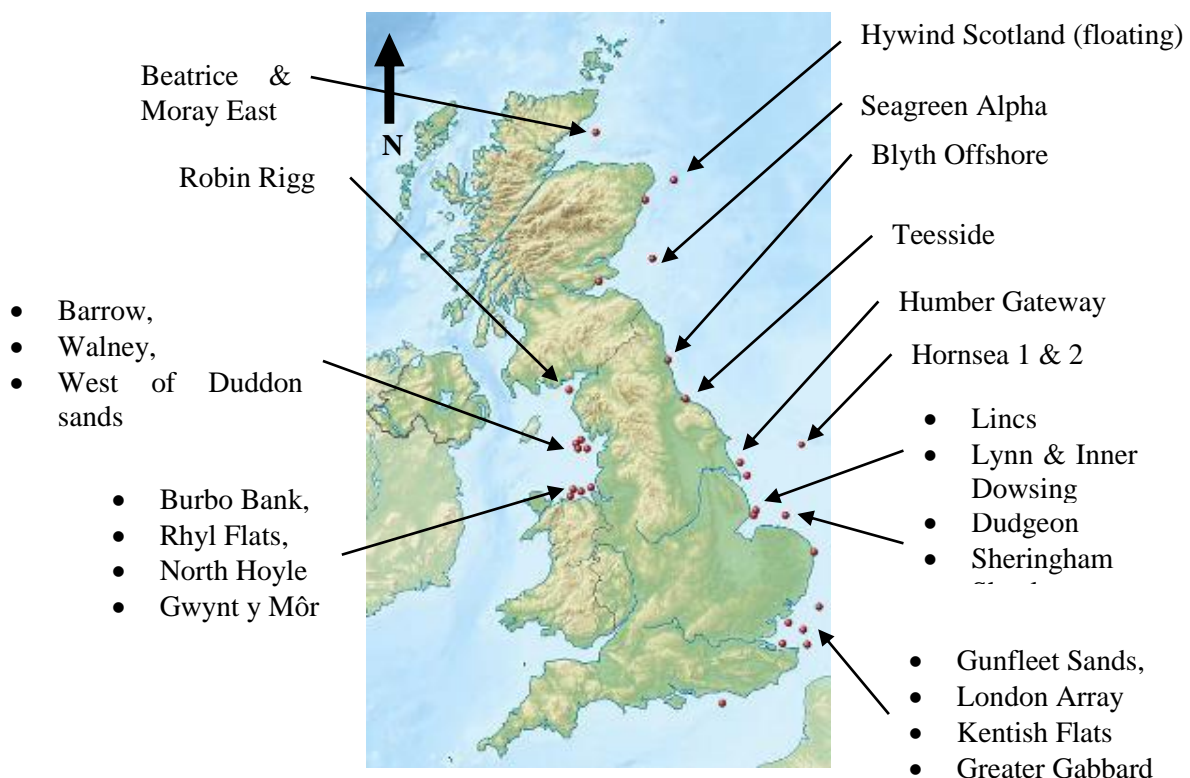 Hywind Scotland (floating)
Beatrice &
Moray East
Seagreen Alpha
N
Blyth Offshore
Robin Rigg
Teesside
• Barrow,
• Walney,
• West of Duddon
sands
Humber Gateway
Hornsea 1 & 2
• Lincs
• Lynn & Inner
Dowsing
• Dudgeon
• Sheringham
• Burbo Bank,
• Rhyl Flats,
• North Hoyle
• Gwynt y Môr
• Gunfleet Sands,
• London Array
• Kentish Flats
• Greater Gabbard